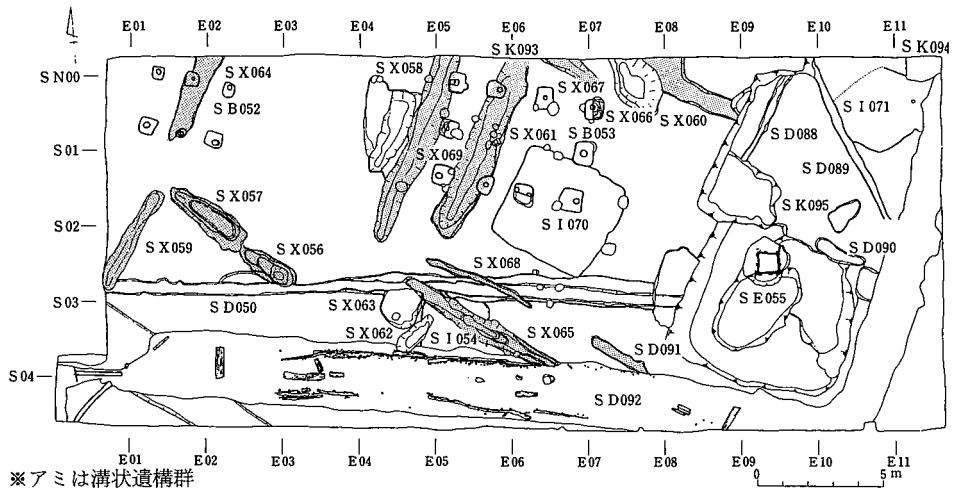 E01 E02 E03 E04 E05 E06 E07 E08 E09 E10 E11
SK093
SK094
SN00
SX064
SX058
SX067
SI071
SB052
SX061
SB053
SX066
SX060
SD088
S01
SX069
SD089
SX057
SK095
S02
SI070
SX059
SX056
SX068
SD090
S03
SD050
SX063
SE055
SX062
SI054
SX065
SD091
S04
SD092
E01 E02 E03 E04 E05 E06 E07 E08 E09 E10 E11
※アミは溝状遺構群
0 5m